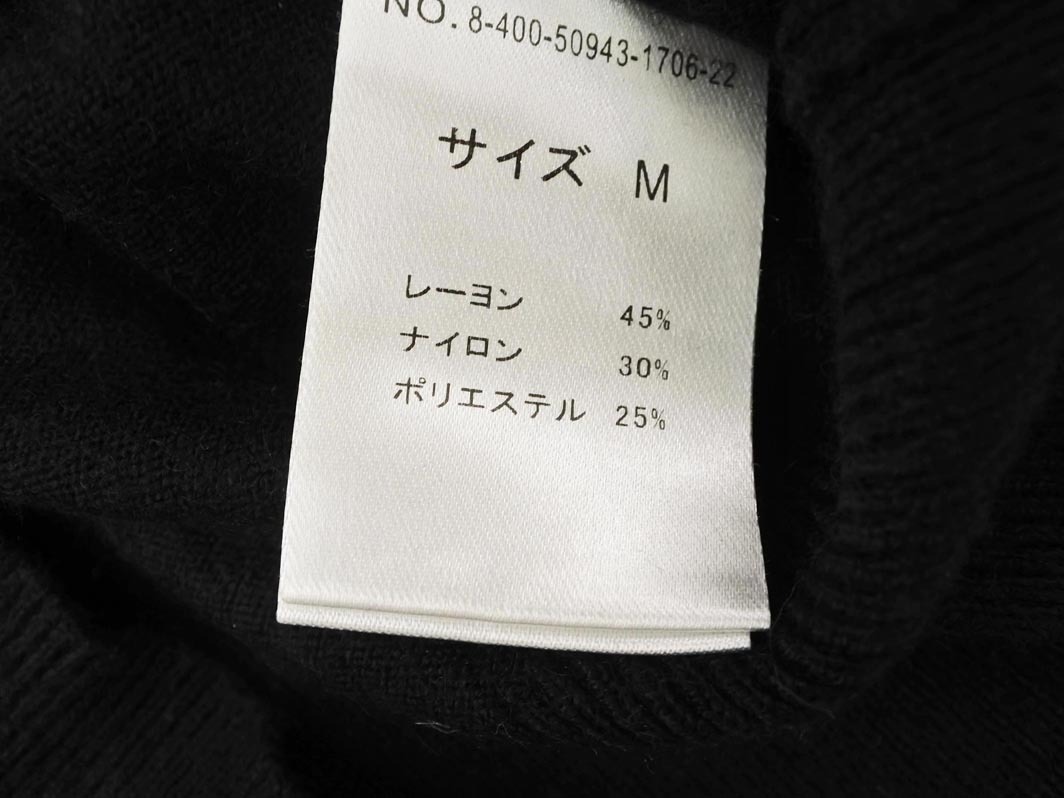 NO. 8-400-50943-1706-22
サイズ M
レーヨン 45%
ナイロン 30%
ポリエステル 25%